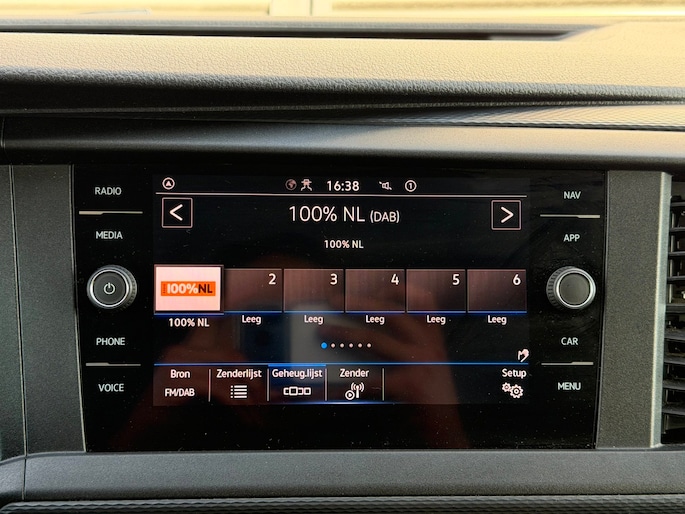 RADIO
MEDIA
PHONE
VOICE
16:38
1
100% NL (DAB)
100% NL
100%NL 2 3 4 5 6
100% NL Leeg Leeg Leeg Leeg Leeg
Bron Zenderlijst Geheug.lijst Zender Setup
FM/DAB
NAV
APP
CAR
MENU